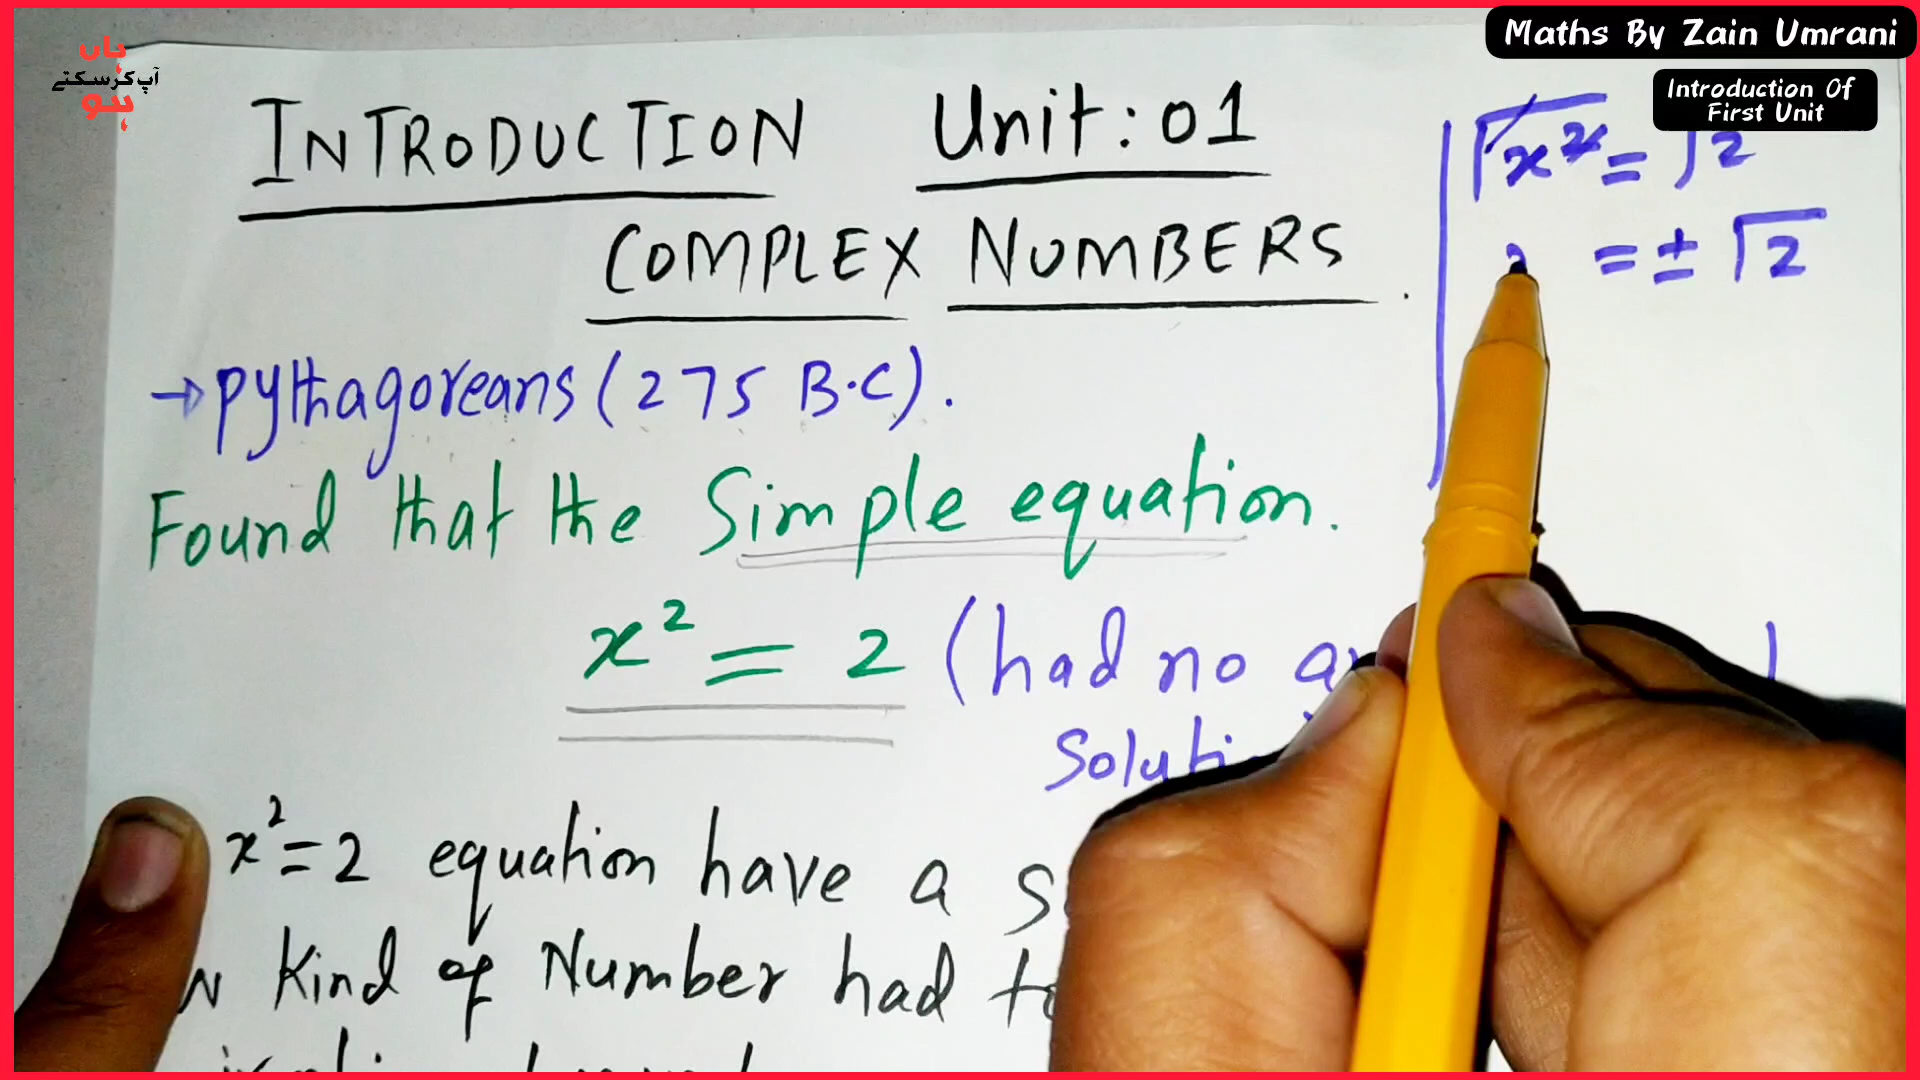 Maths By Zain Umrani
Introduction Of
First Unit
ہاں
آپ کرسکتے
ہو
INTRODUCTION Unit: 01
COMPLEX NUMBERS.
→ pythagoreans (275 B.C).
Found that the Simple equation.
x² = 2 (had no
x² = 2 equation have a
Kind of Number had
√x² = √2
= ± √2